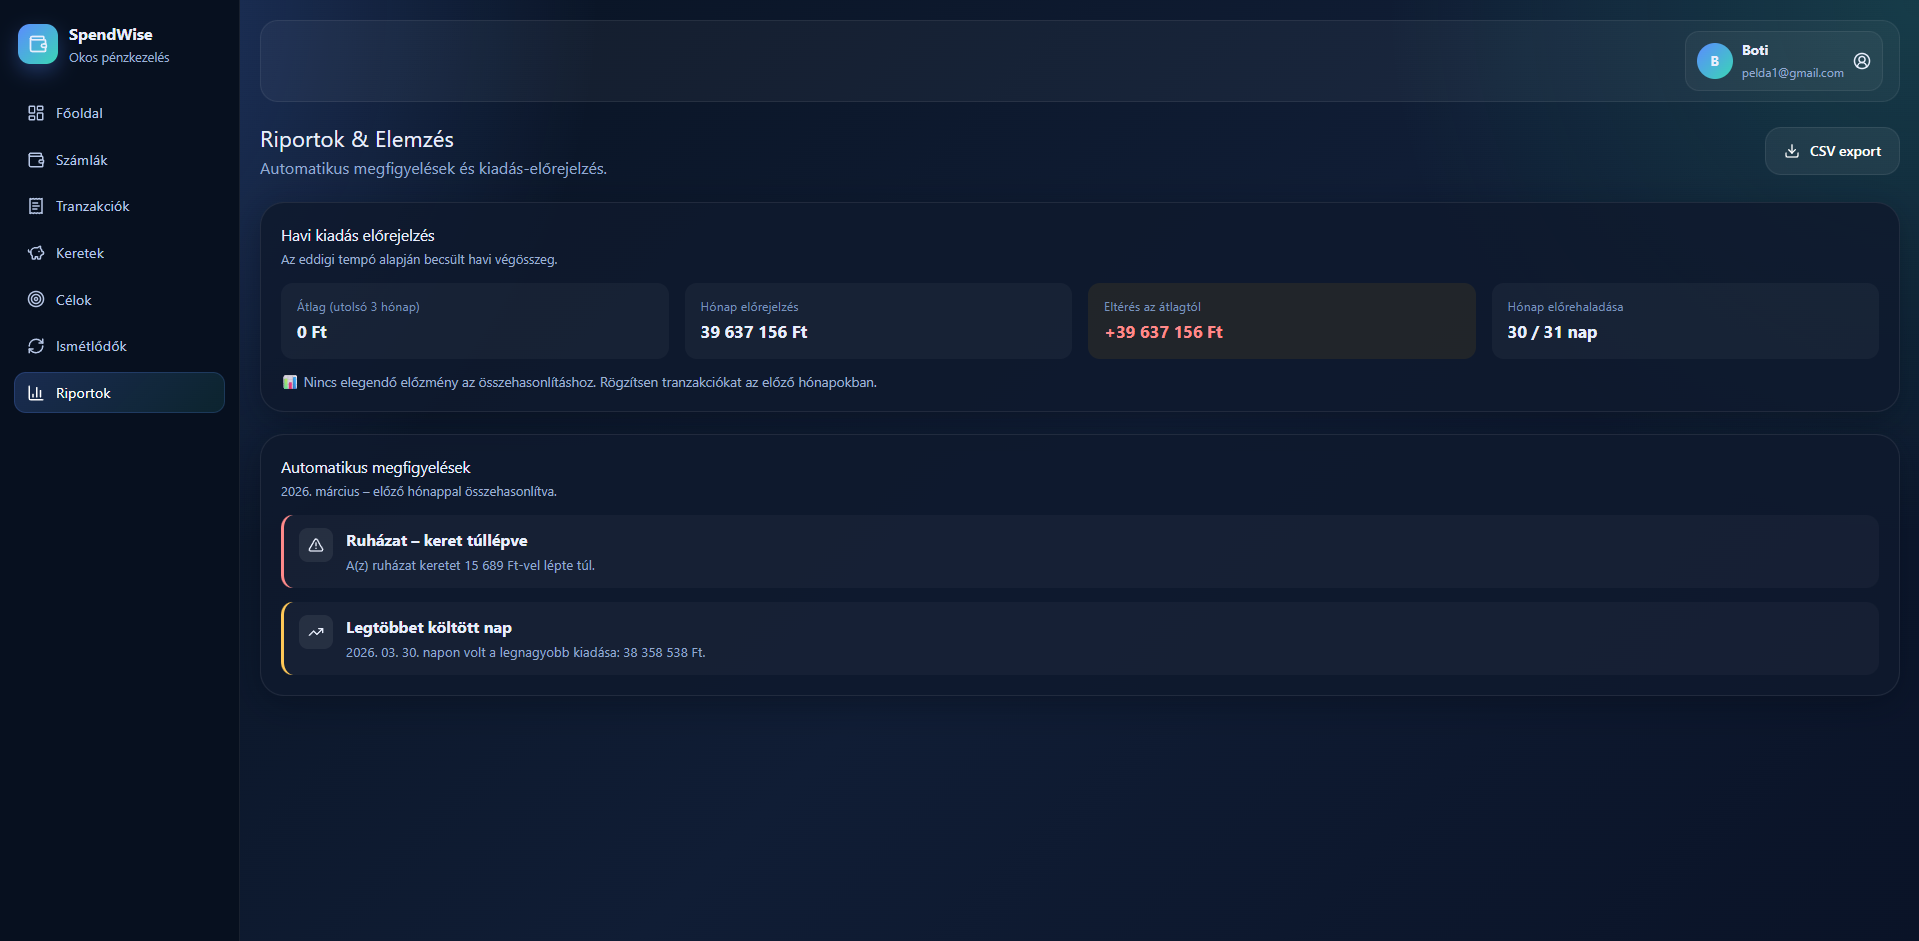 SpendWise
Okos pénzkezelés
Főoldal
Számlák
Tranzakciók
Keretek
Célok
Ismétlődők
Riportok
B
Boti
pelda1@gmail.com
Riportok & Elemzés
Automatikus megfigyelések és kiadás-előrejelzés.
CSV export
Havi kiadás előrejelzés
Az eddigi tempó alapján becsült havi végösszeg.
Átlag (utolsó 3 hónap)
0 Ft
Hónap előrejelzés
39 637 156 Ft
Eltérés az átlagtól
+39 637 156 Ft
Hónap előrehaladása
30 / 31 nap
Nincs elegendő előzmény az összehasonlításhoz. Rögzítsen tranzakciókat az előző hónapokban.
Automatikus megfigyelések
2026. március – előző hónappal összehasonlítva.
Ruházat – keret túllépve
A(z) ruházat keretet 15 689 Ft-vel lépte túl.
Legtöbbet költött nap
2026. 03. 30. napon volt a legnagyobb kiadása: 38 358 538 Ft.